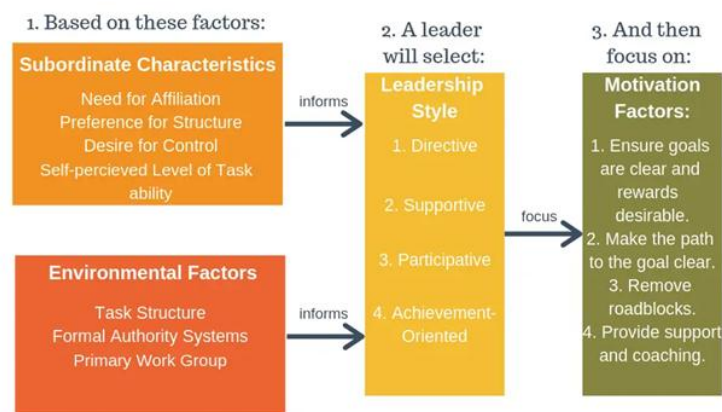 1. Based on these factors:
Subordinate Characteristics
Need for Affiliation
Preference for Structure
Desire for Control
Self-percieved Level of Task
ability
informs
Environmental Factors
Task Structure
Formal Authority Systems
Primary Work Group
informs
2. A leader
will select:
Leadership
Style
1. Directive
2. Supportive
3. Participative
4. Achievement-
Oriented
focus
3. And then
focus on:
Motivation
Factors:
1. Ensure goals
are clear and
rewards
desirable.
2. Make the path
to the goal clear.
3. Remove
roadblocks.
4. Provide support
and coaching.